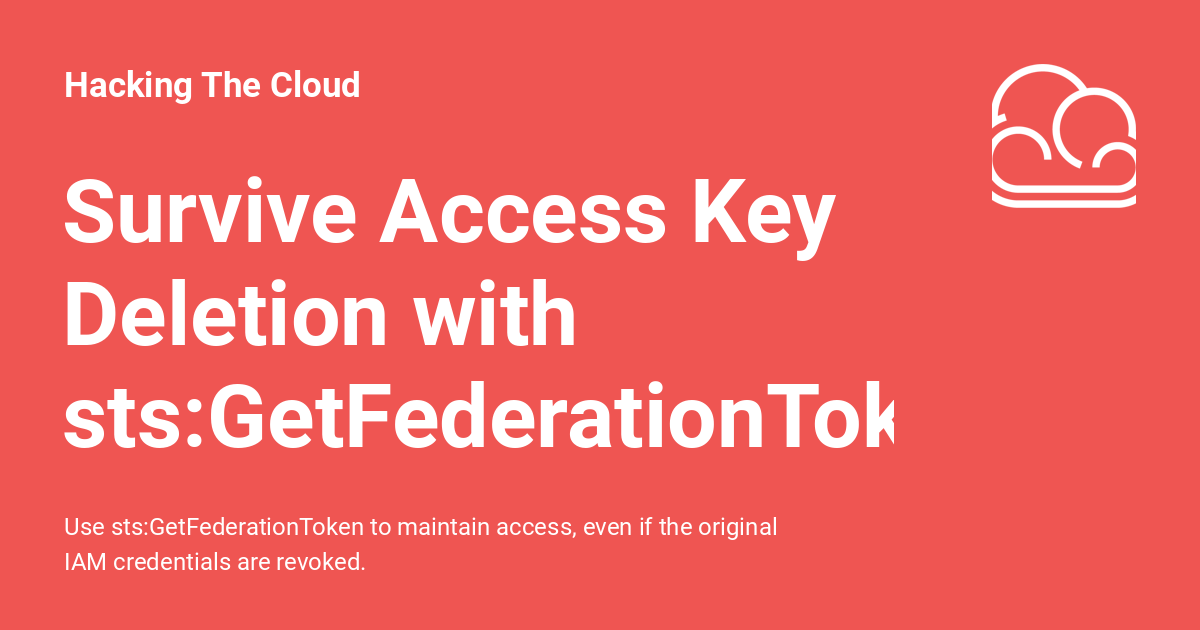 Hacking The Cloud
Survive Access Key
Deletion with
sts:GetFederationTok
Use sts:GetFederationToken to maintain access, even if the original
IAM credentials are revoked.